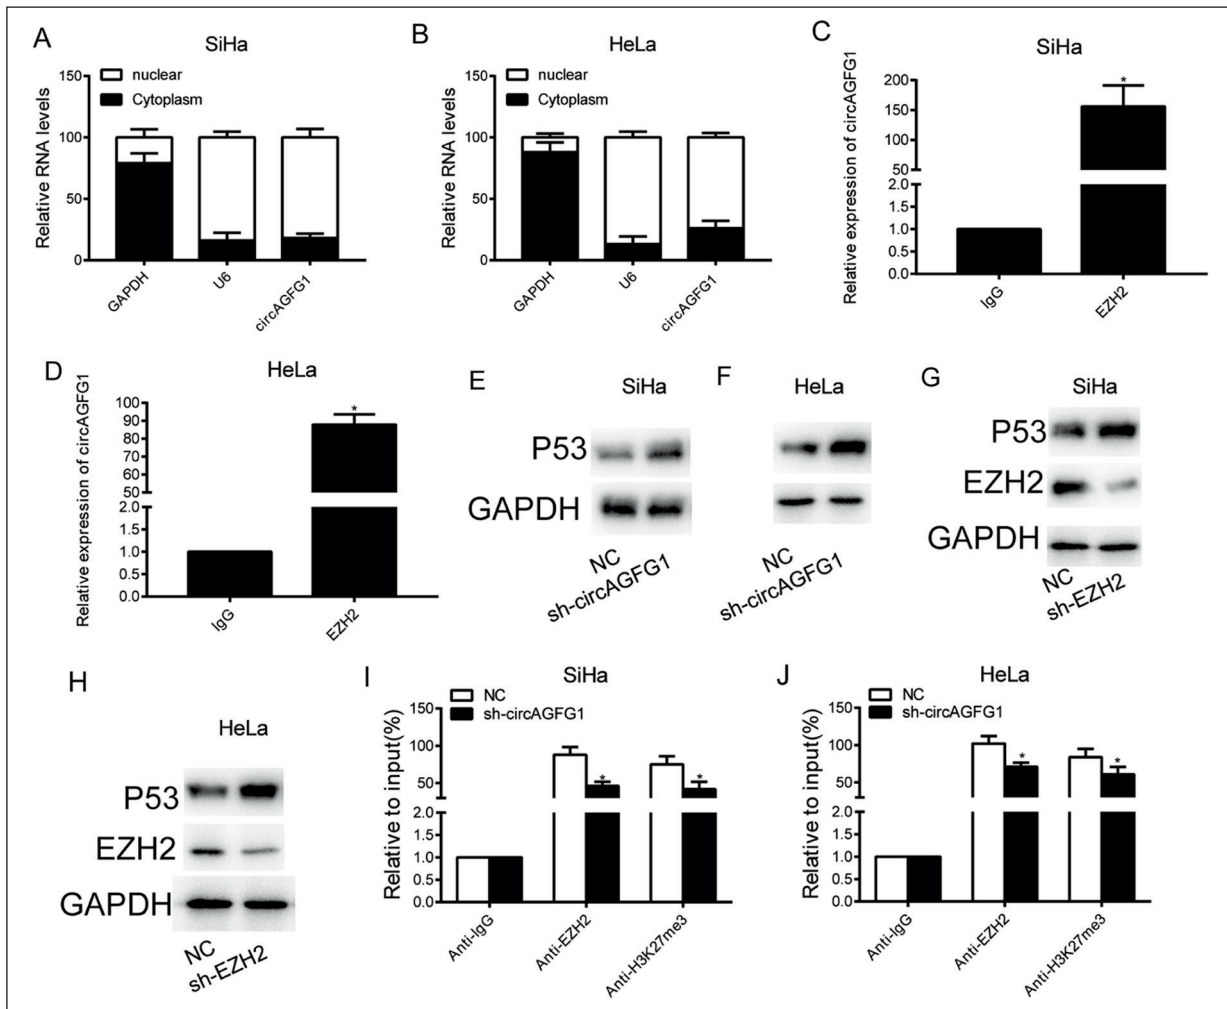 A
SiHa
nuclear
Cytoplasm
Relative RNA levels
150
100
50
0
GAPDH
U6
circAGFG1
B
HeLa
nuclear
Cytoplasm
Relative RNA levels
150
100
50
0
GAPDH
U6
circAGFG1
C
SiHa
Relative expression of circAGFG1
200
150
100
50
2.0
1.5
1.0
0.5
0.0
*
IgG
EZH2
D
HeLa
Relative expression of circAGFG1
100
90
80
70
60
50
2.0
1.5
1.0
0.5
0.0
*
IgG
EZH2
E
SiHa
P53
GAPDH
NC
sh-circAGFG1
F
HeLa
NC
sh-circAGFG1
G
SiHa
P53
EZH2
GAPDH
NC
sh-EZH2
H
HeLa
P53
EZH2
GAPDH
NC
sh-EZH2
I
SiHa
NC
sh-circAGFG1
Relative to input(%)
150
100
50
2.0
1.5
1.0
0.5
0.0
*
*
Anti-IgG
Anti-EZH2
Anti-H3K27me3
J
HeLa
NC
sh-circAGFG1
Relative to input(%)
150
100
50
2.0
1.5
1.0
0.5
0.0
*
*
Anti-IgG
Anti-EZH2
Anti-H3K27me3